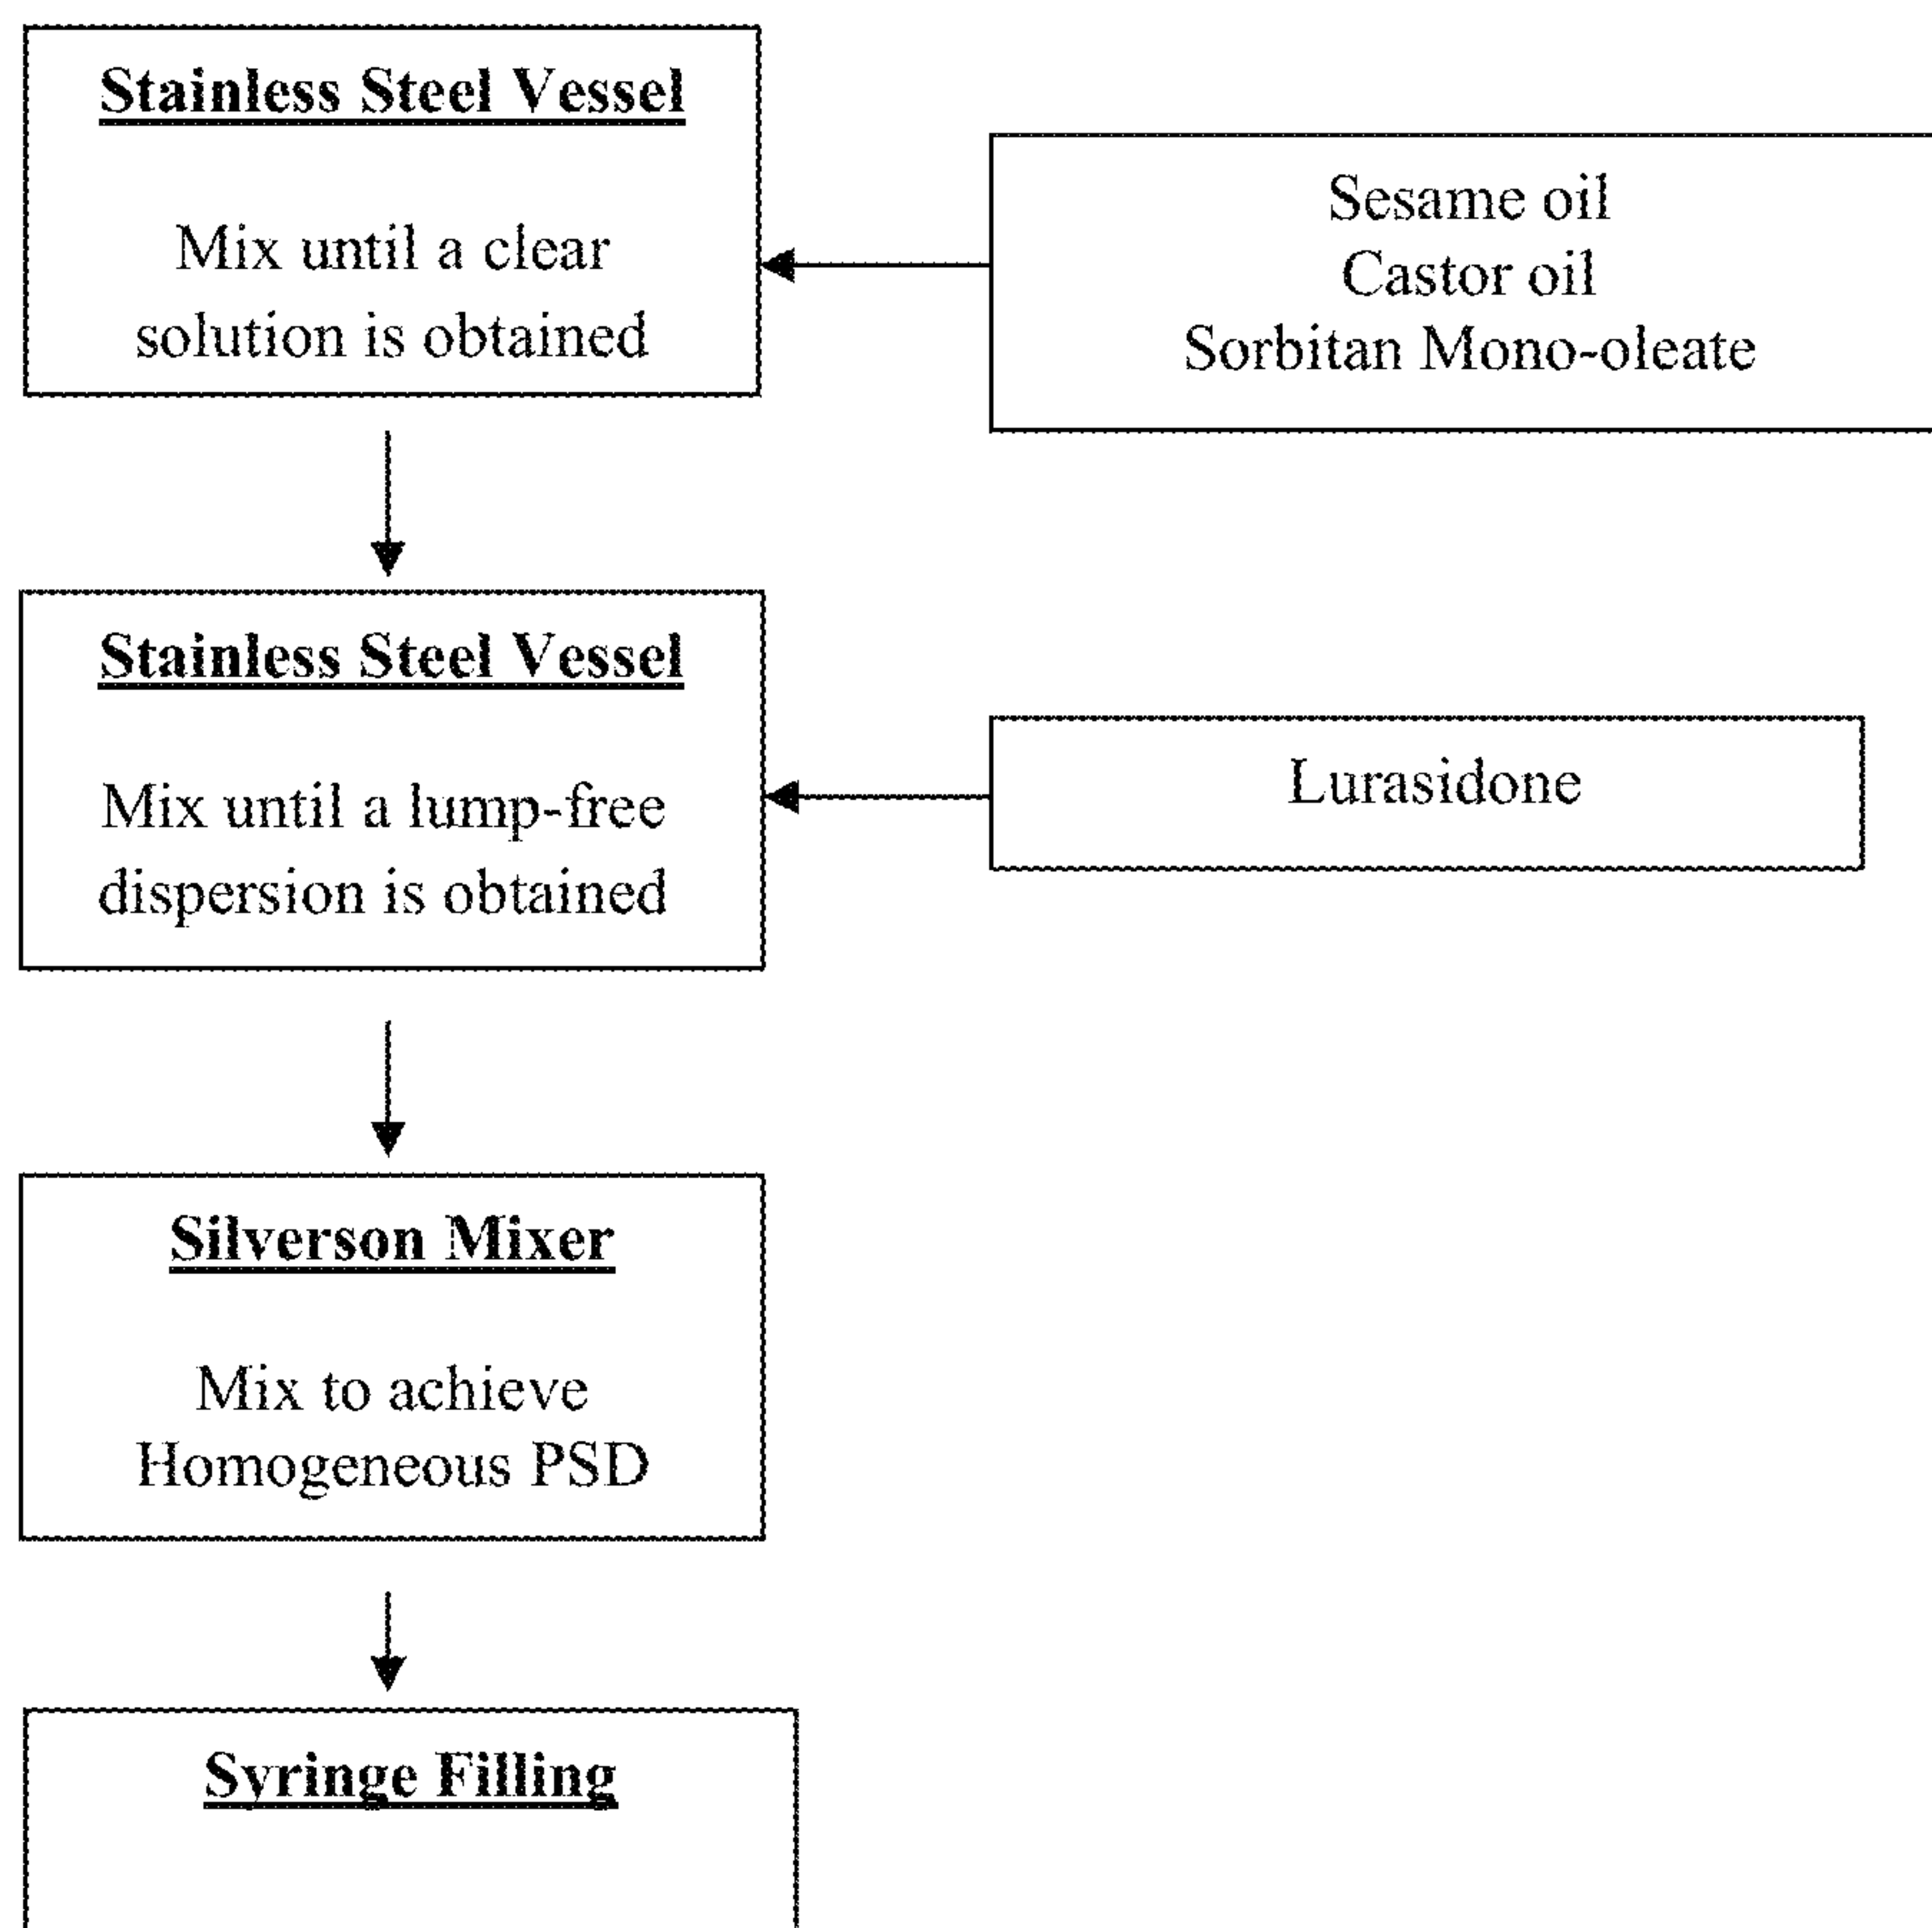 Stainless Steel Vessel
Mix until a clear
solution is obtained
Sesame oil
Castor oil
Sorbitan Mono-oleate
Stainless Steel Vessel
Mix until a lump-free
dispersion is obtained
Lurasidone
Silverson Mixer
Mix to achieve
Homogeneous PSD
Syringe Filling